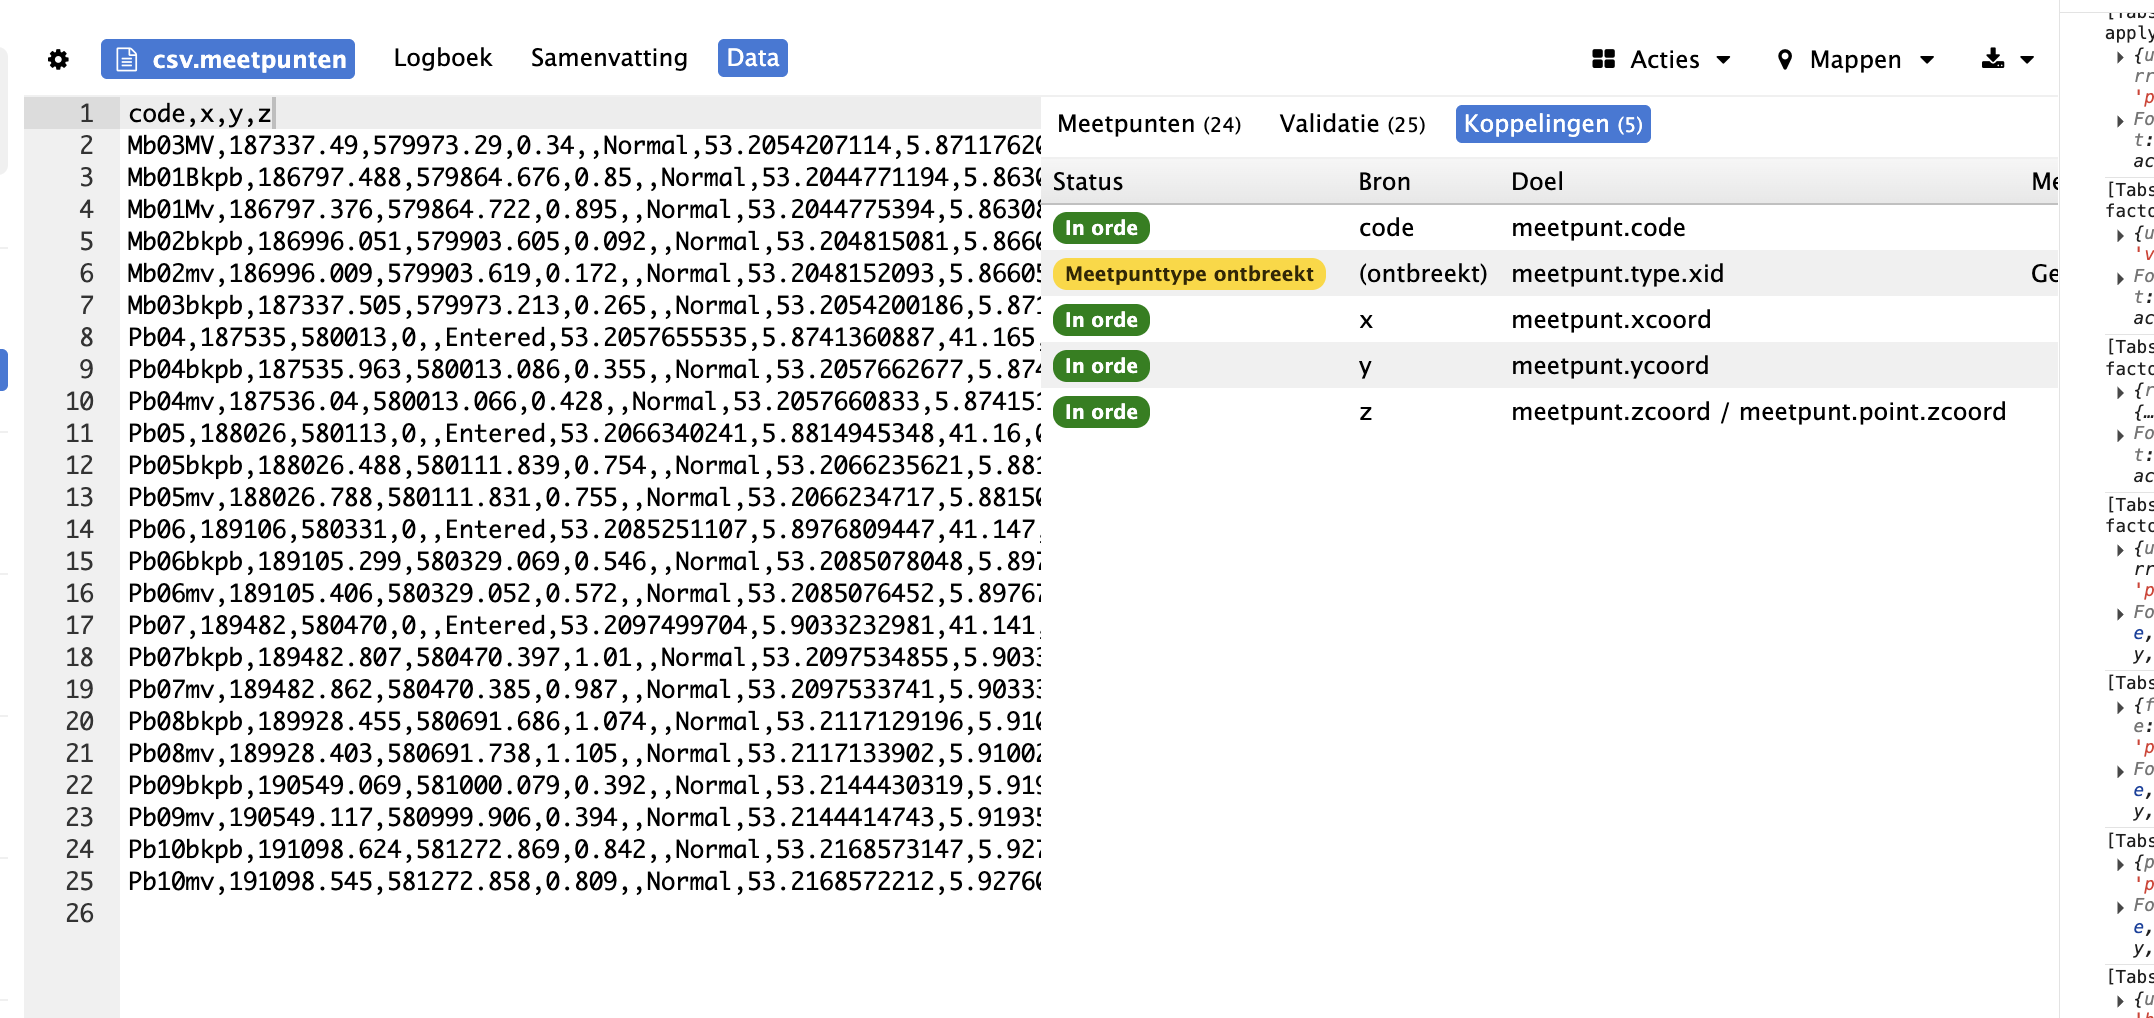 csv.meetpunten Logboek Samenvatting Data Acties Mappen
1 code,x,y,z
2 Mb03MV,187337.49,579973.29,0.34,,Normal,53.2054207114,5.8711762
3 Mb01Bkpb,186797.488,579864.676,0.85,,Normal,53.2044771194,5.863
4 Mb01Mv,186797.376,579864.722,0.895,,Normal,53.2044775394,5.8630
5 Mb02bkpb,186996.051,579903.605,0.092,,Normal,53.204815081,5.866
6 Mb02mv,186996.009,579903.619,0.172,,Normal,53.2048152093,5.8660
7 Mb03bkpb,187337.505,579973.213,0.265,,Normal,53.2054200186,5.87
8 Pb04,187535,580013,0,,Entered,53.2057655535,5.8741360887,41.165,
9 Pb04bkpb,187535.963,580013.086,0.355,,Normal,53.2057662677,5.87
10 Pb04mv,187536.04,580013.066,0.428,,Normal,53.2057660833,5.87415
11 Pb05,188026,580113,0,,Entered,53.2066340241,5.8814945348,41.16,
12 Pb05bkpb,188026.488,580111.839,0.754,,Normal,53.2066235621,5.88
13 Pb05mv,188026.788,580111.831,0.755,,Normal,53.2066234717,5.8815
14 Pb06,189106,580331,0,,Entered,53.2085251107,5.8976809447,41.147,
15 Pb06bkpb,189105.299,580329.069,0.546,,Normal,53.2085078048,5.89
16 Pb06mv,189105.406,580329.052,0.572,,Normal,53.2085076452,5.8976
17 Pb07,189482,580470,0,,Entered,53.2097499704,5.9033232981,41.141,
18 Pb07bkpb,189482.807,580470.397,1.01,,Normal,53.2097534855,5.903
19 Pb07mv,189482.862,580470.385,0.987,,Normal,53.2097533741,5.9033
20 Pb08bkpb,189928.455,580691.686,1.074,,Normal,53.2117129196,5.91
21 Pb08mv,189928.403,580691.738,1.105,,Normal,53.2117133902,5.9100
22 Pb09bkpb,190549.069,581000.079,0.392,,Normal,53.2144430319,5.91
23 Pb09mv,190549.117,580999.906,0.394,,Normal,53.2144414743,5.9193
24 Pb10bkpb,191098.624,581272.869,0.842,,Normal,53.2168573147,5.92
25 Pb10mv,191098.545,581272.858,0.809,,Normal,53.2168572212,5.9276
26
Meetpunten (24) Validatie (25) Koppelingen (5)
Status Bron Doel
In orde code meetpunt.code
Meetpunttype ontbreekt (ontbreekt) meetpunt.type.xid
In orde x meetpunt.xcoord
In orde y meetpunt.ycoord
In orde z meetpunt.zcoord / meetpunt.point.zcoord